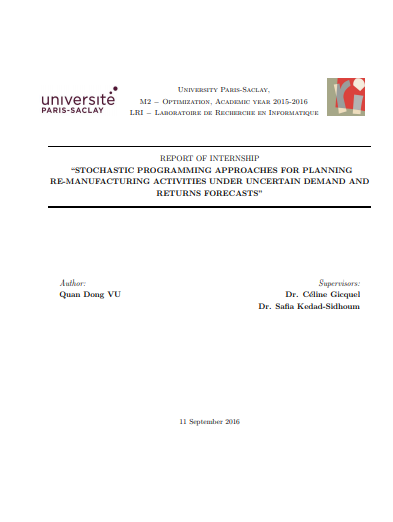 université
PARIS-SACLAY
University Paris-Saclay,
M2 – Optimization, Academic year 2015-2016
LRI – Laboratoire de Recherche en Informatique
REPORT OF INTERNSHIP
“STOCHASTIC PROGRAMMING APPROACHES FOR PLANNING
RE-MANUFACTURING ACTIVITIES UNDER UNCERTAIN DEMAND AND
RETURNS FORECASTS”
Author:
Quan Dong VU
Supervisors:
Dr. Céline Gicquel
Dr. Safia Kedad-Sidhoum
11 September 2016